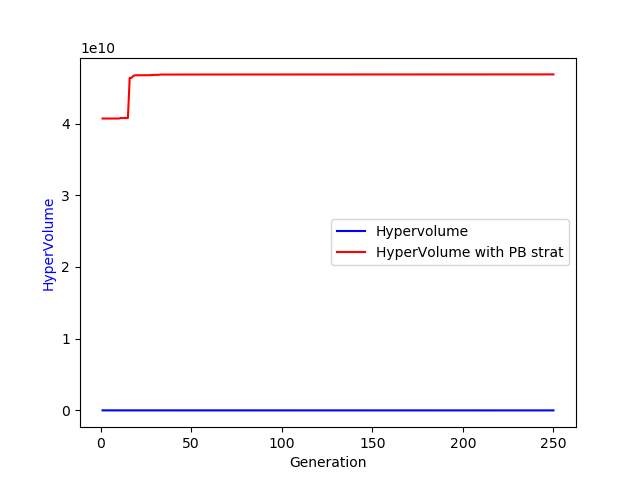 1e10
4
3
2
1
0
HyperVolume
Hypervolume
HyperVolume with PB strat
0 50 100 150 200 250
Generation